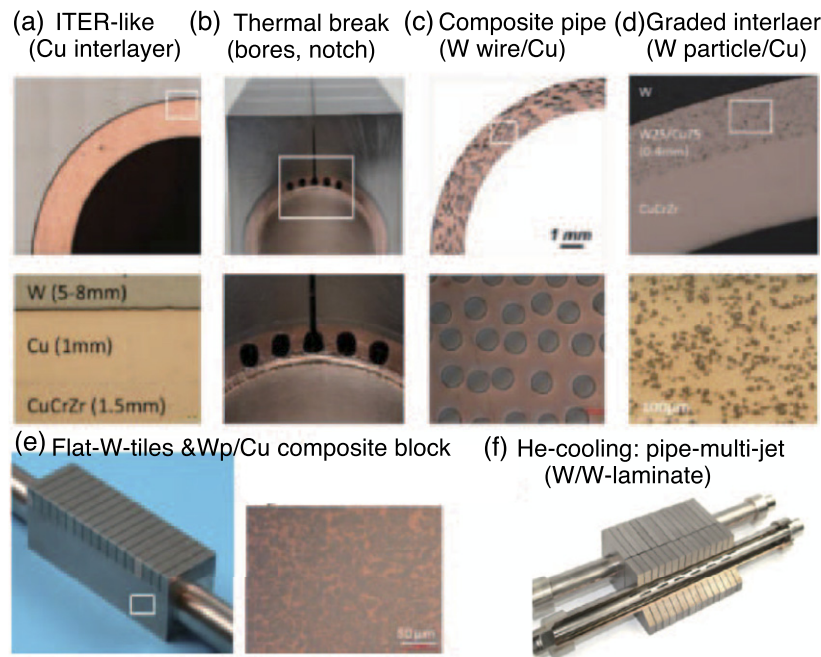 (a) ITER-like
(Cu interlayer)
(b) Thermal break
(bores, notch)
(c) Composite pipe
(W wire/Cu)
(d)Graded interlaer
(W particle/Cu)
1 mm
W
W25/Cu75
(0.4mm)
CuCrZr
W (5-8mm)
Cu (1mm)
CuCrZr (1.5mm)
100μm
(e) Flat-W-tiles &Wp/Cu composite block
50 μm
(f) He-cooling: pipe-multi-jet
(W/W-laminate)